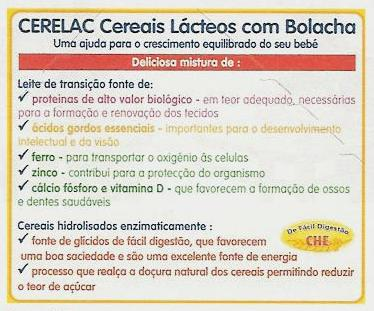 CERELAC Cereais Lácteos com Bolacha
Uma ajuda para o crescimento equilibrado do seu bebé
Deliciosa mistura de :
Leite de transição fonte de:
✓ proteinas de alto valor biológico - em teor adequado, necessárias
para a formação e renovação dos tecidos
✓ ácidos gordos essenciais - importantes para o desenvolvimento
intelectual e da visão
✓ ferro - para transportar o oxigénio às celulas
✓ zinco - contribui para a protecção do organismo
✓ cálcio fósforo e vitamina D - que favorecem a formação de ossos
e dentes saudáveis
Cereais hidrolisados enzimaticamente :
✓ fonte de glícidos de fácil digestão, que favorecem
uma boa sociedade e são uma excelente fonte de energia
✓ processo que realça a doçura natural dos cereais permitindo reduzir
o teor de açúcar
De Fácil Digestão
CHE